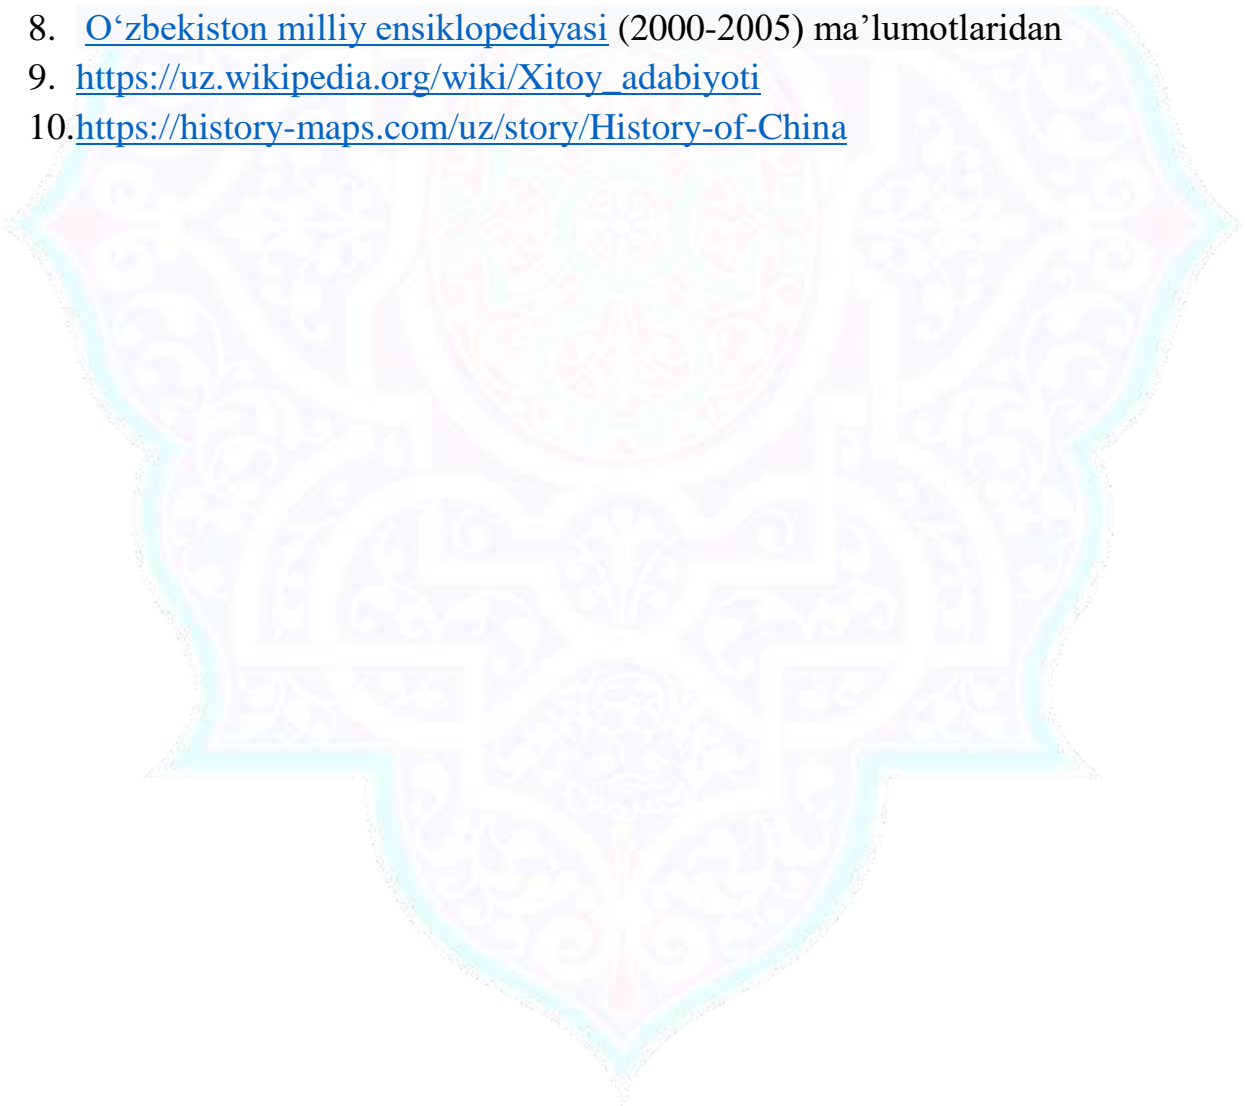 8. O‘zbekiston milliy ensiklopediyasi (2000-2005) ma’lumotlaridan
9. https://uz.wikipedia.org/wiki/Xitoy_adabiyoti
10.https://history-maps.com/uz/story/History-of-China